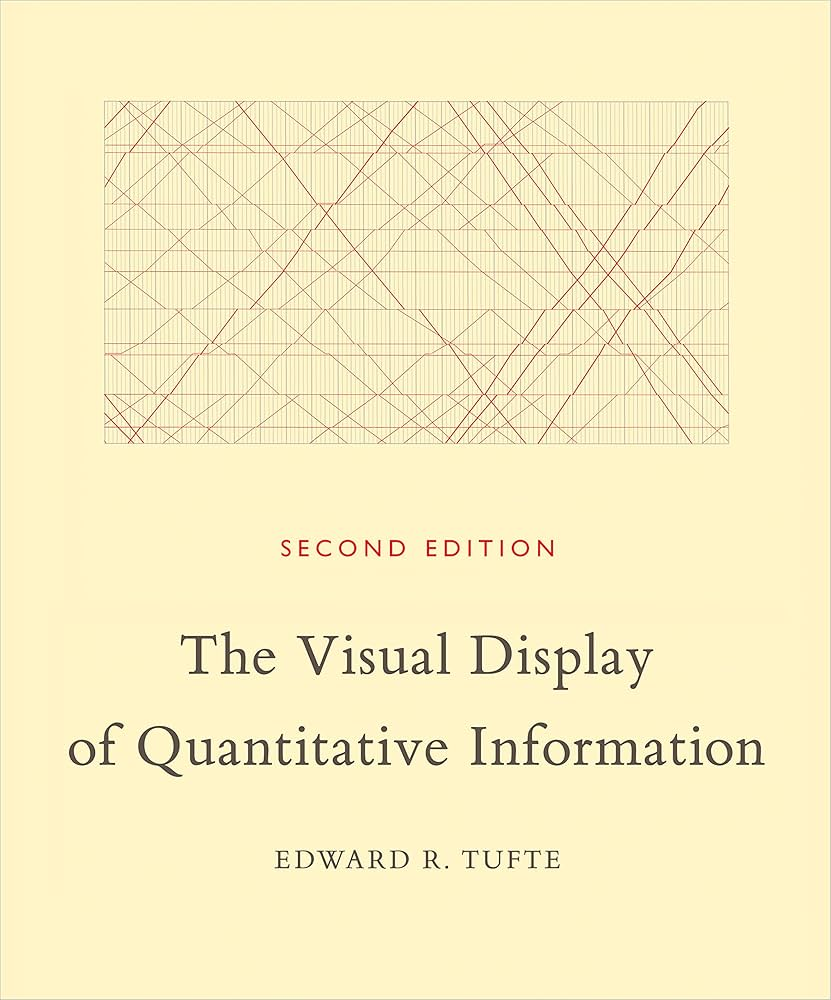 SECOND EDITION
The Visual Display
of Quantitative Information
EDWARD R. TUFTE